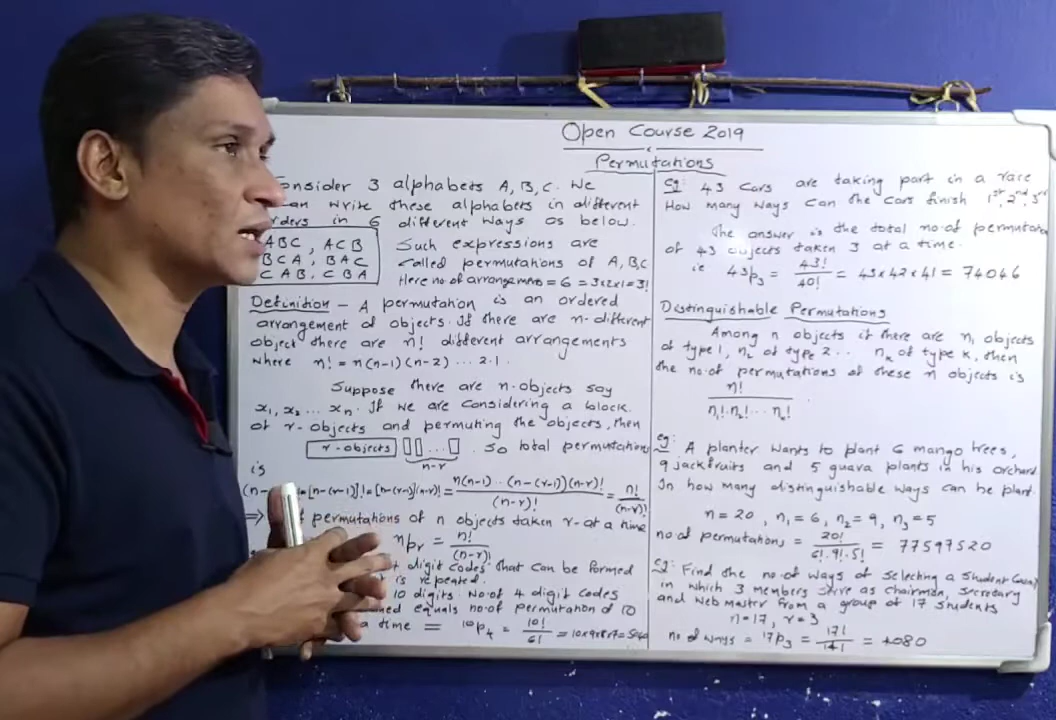 Open Course 2019
Permutations
onsider 3 alphabets A, B, C. We
an write these alphabets in different
rders in 6 different ways as below.
ABC, ACB
BCA, BAC
CAB, CBA
Such expressions are
called permutations of A, B, C
Here no of arrangements = 6 = 3x2x1 = 3!
Definition - A permutation is an ordered
arrangement of objects. If there are n-different
object there are n! different arrangements
where n! = n(n-1)(n-2) ... 2.1.
Suppose there are n-objects say
x₁, x₂ ... xₙ. If we are considering a block
of r-objects and permuting the objects, then
r-objects ... n-r So total permutations
is
= [n-(r-1)]! = [n-(r-1)](n-r)! = n(n-1)..(n-(r-1))(n-r)! / (n-r)! = n!/(n-r)!
⇒ permutations of n objects taken r-at a time
nPr = n!/(n-r)!
digit codes that can be formed
t is repeated.
10 digits. No. of 4 digit codes
ned equals no. of permutation of 10
a time = 10P4 = 10!/6! = 10x9x8x7 = 5040
eg: 43 cars are taking part in a race
How many ways can the cars finish 1st, 2nd, 3rd
The answer is the total no. of permutat
of 43 objects taken 3 at a time.
ie 43P3 = 43!/40! = 43x42x41 = 74046
Distinguishable Permutations
Among n objects if there are n₁ objects
of type 1, n₂ of type 2.. nₖ of type k, then
the no. of permutations of these n objects is
n!/(n₁! n₂! ... nₖ!)
eg: A planter wants to plant 6 mango trees,
9 jackfruits and 5 guava plants in his orchard
In how many distinguishable ways can be plant.
n = 20, n₁ = 6, n₂ = 9, n₃ = 5
no of permutations = 20!/(6! 9! 5!) = 77597520
Eg: Find the no. of ways of selecting a student
in which 3 members serve as chairman, secretary
and web master from a group of 17 students
n = 17, r = 3
no of ways = 17P3 = 17!/14! = 4080